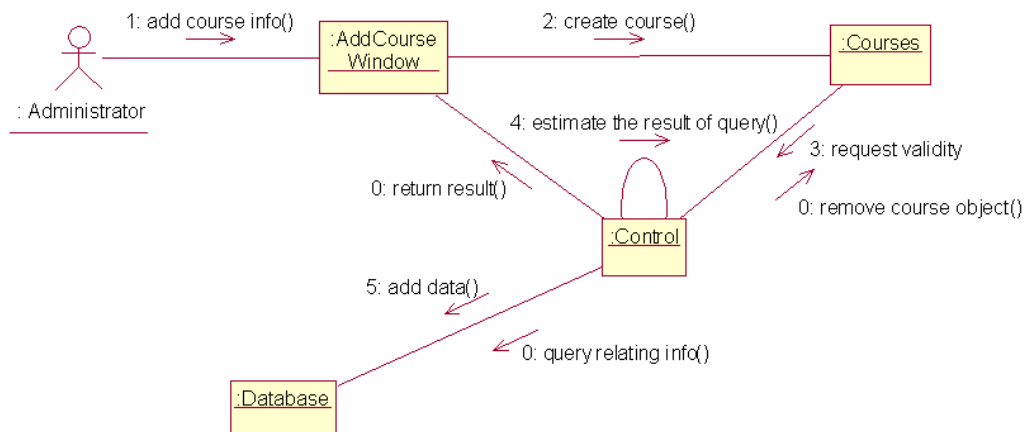 1: add course info()
2: create course()
:AddCourse
Window
:Courses
: Administrator
4: estimate the result of query()
3: request validity
0: return result()
0: remove course object()
:Control
5: add data()
0: query relating info()
:Database